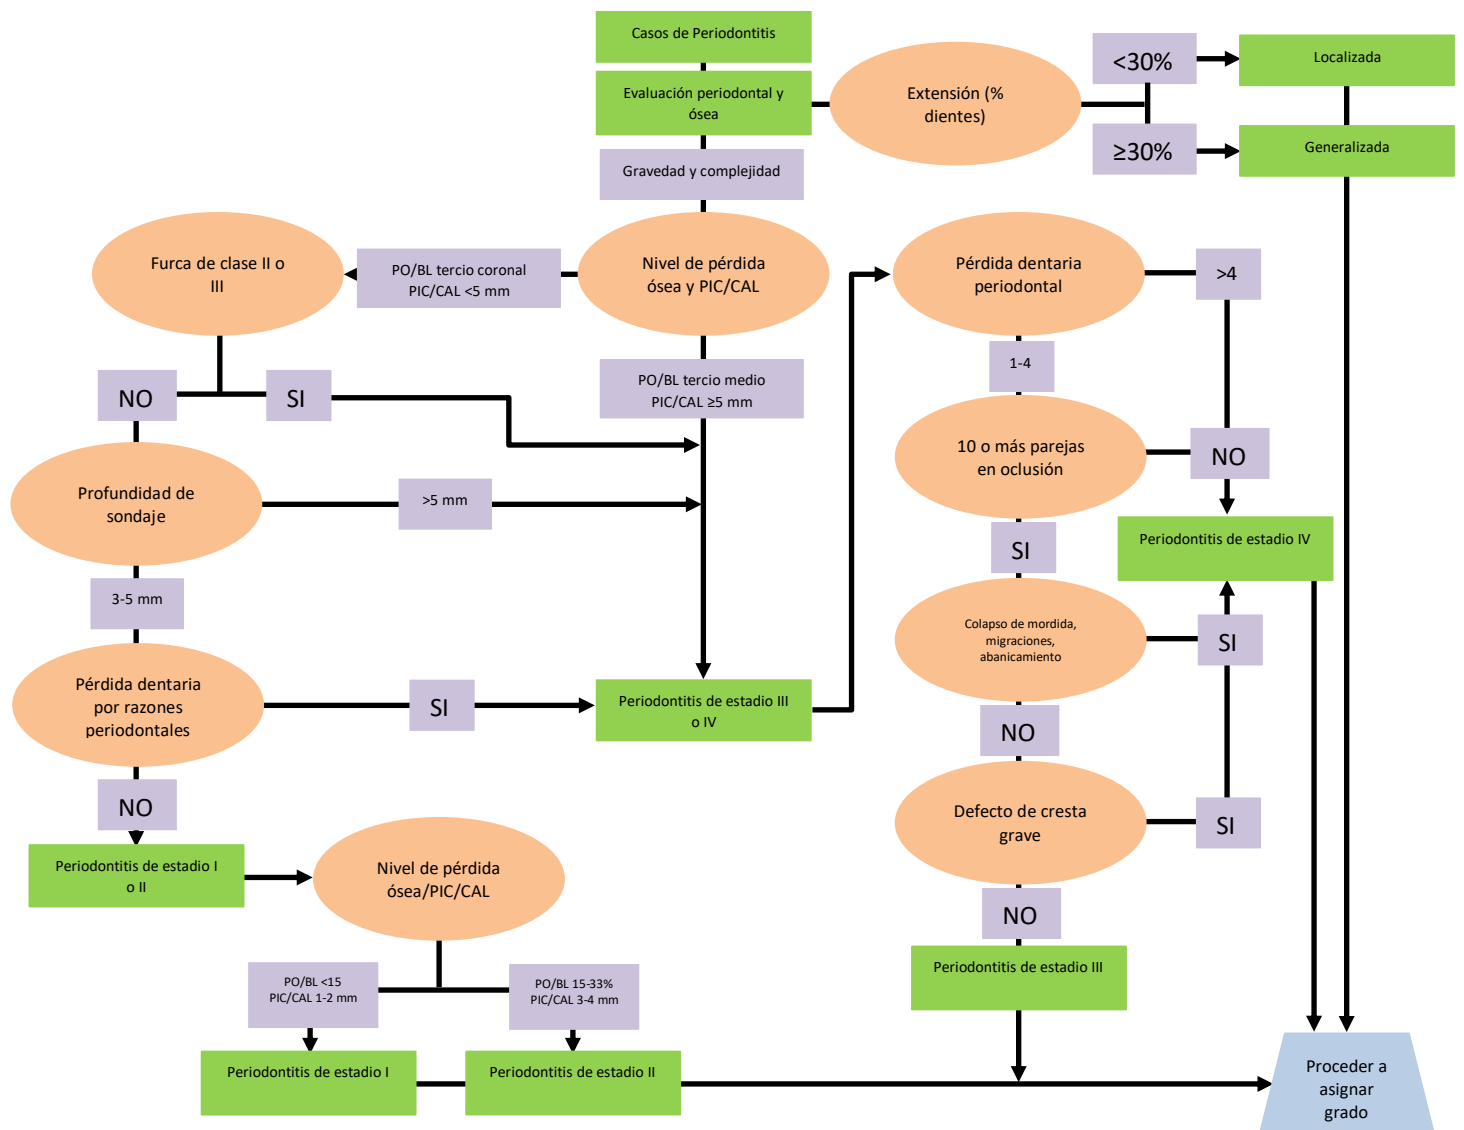 Casos de Periodontitis
Evaluación periodontal y
ósea
Extensión (%
dientes)
<30%
Localizada
≥30%
Generalizada
Gravedad y complejidad
Nivel de pérdida
ósea y PIC/CAL
PO/BL tercio coronal
PIC/CAL <5 mm
Furca de clase II o
III
NO
SI
PO/BL tercio medio
PIC/CAL ≥5 mm
Profundidad de
sondaje
>5 mm
3-5 mm
Pérdida dentaria
por razones
periodontales
SI
Periodontitis de estadio III
o IV
NO
Periodontitis de estadio I
o II
Nivel de pérdida
ósea/PIC/CAL
PO/BL <15
PIC/CAL 1-2 mm
PO/BL 15-33%
PIC/CAL 3-4 mm
Periodontitis de estadio I
Periodontitis de estadio II
Pérdida dentaria
periodontal
>4
1-4
10 o más parejas
en oclusión
NO
SI
Periodontitis de estadio IV
Colapso de mordida,
migraciones,
abanicamiento
SI
NO
Defecto de cresta
grave
SI
NO
Periodontitis de estadio III
Proceder a
asignar
grado